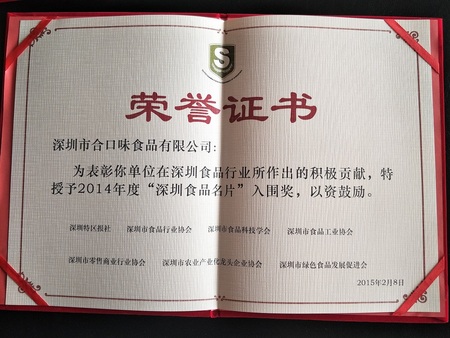 S
荣誉证书
深圳市合口味食品有限公司:
为表彰你单位在深圳食品行业所作出的积极贡献，特
授予2014年度“深圳食品名片”入围奖，以资鼓励。
深圳特区报社 深圳市食品行业协会 深圳市食品科技学会 深圳市食品工业协会
深圳市零售商业行业协会 深圳市农业产业化龙头企业协会 深圳市绿色食品发展促进会
2015年2月8日